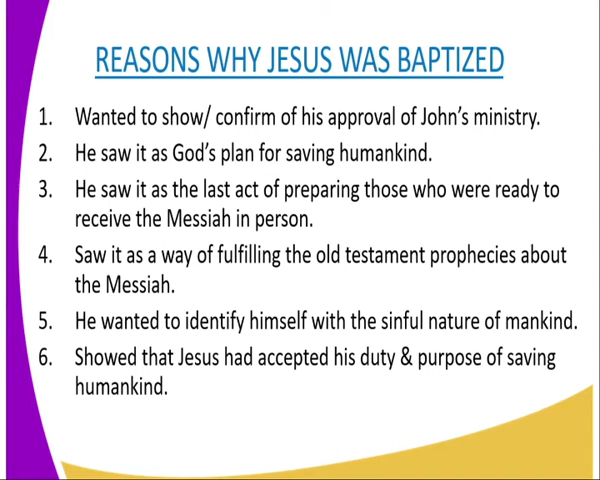 REASONS WHY JESUS WAS BAPTIZED
1. Wanted to show/ confirm of his approval of John's ministry.
2. He saw it as God's plan for saving humankind.
3. He saw it as the last act of preparing those who were ready to
receive the Messiah in person.
4. Saw it as a way of fulfilling the old testament prophecies about
the Messiah.
5. He wanted to identify himself with the sinful nature of mankind.
6. Showed that Jesus had accepted his duty & purpose of saving
humankind.